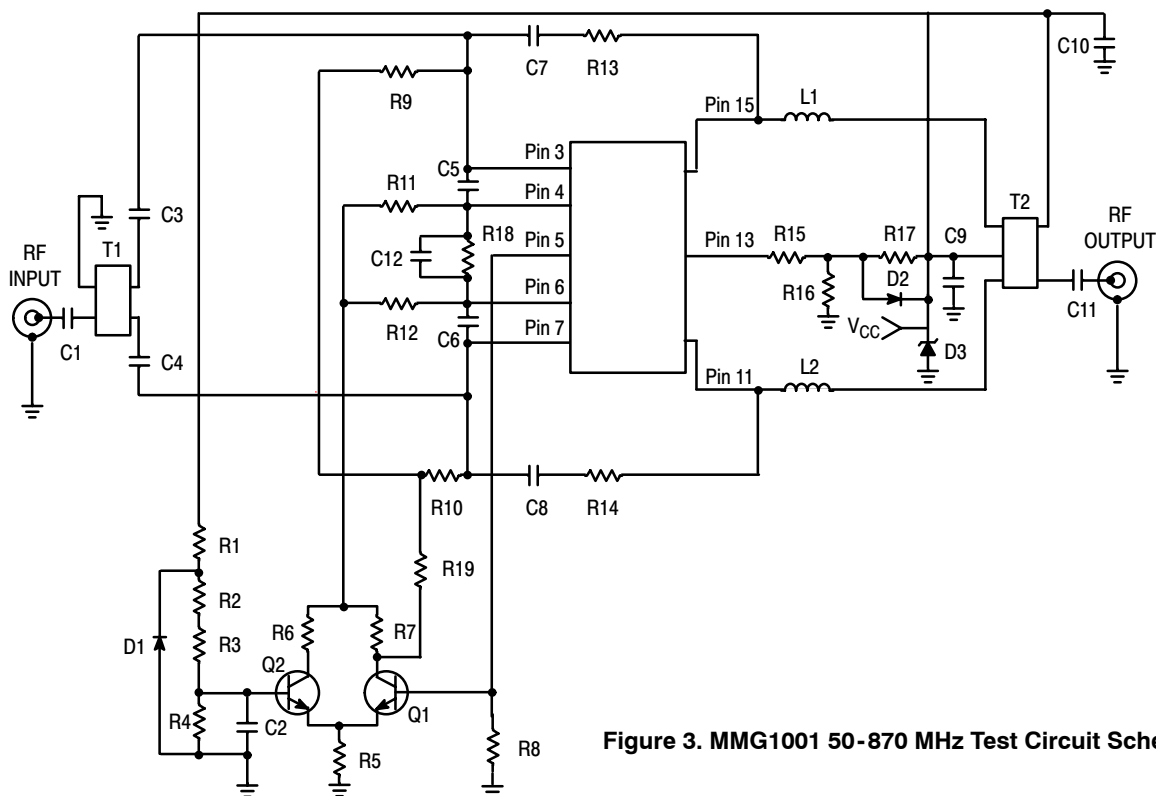 C10
C7
R13
R9
Pin 15
L1
Pin 3
C5
R11
Pin 4
C3
T2
RF
OUTPUT
R18
Pin 5
Pin 13
R15
R17
C9
T1
C12
RF
INPUT
Pin 6
D2
R16
R12
C11
Pin 7
VCC
C1
C6
C4
D3
L2
Pin 11
R10
C8
R14
R1
R19
R2
D1
R3
R6
R7
Q2
Q1
R4
C2
R5
R8
Figure 3. MMG1001 50-870 MHz Test Circuit Sche